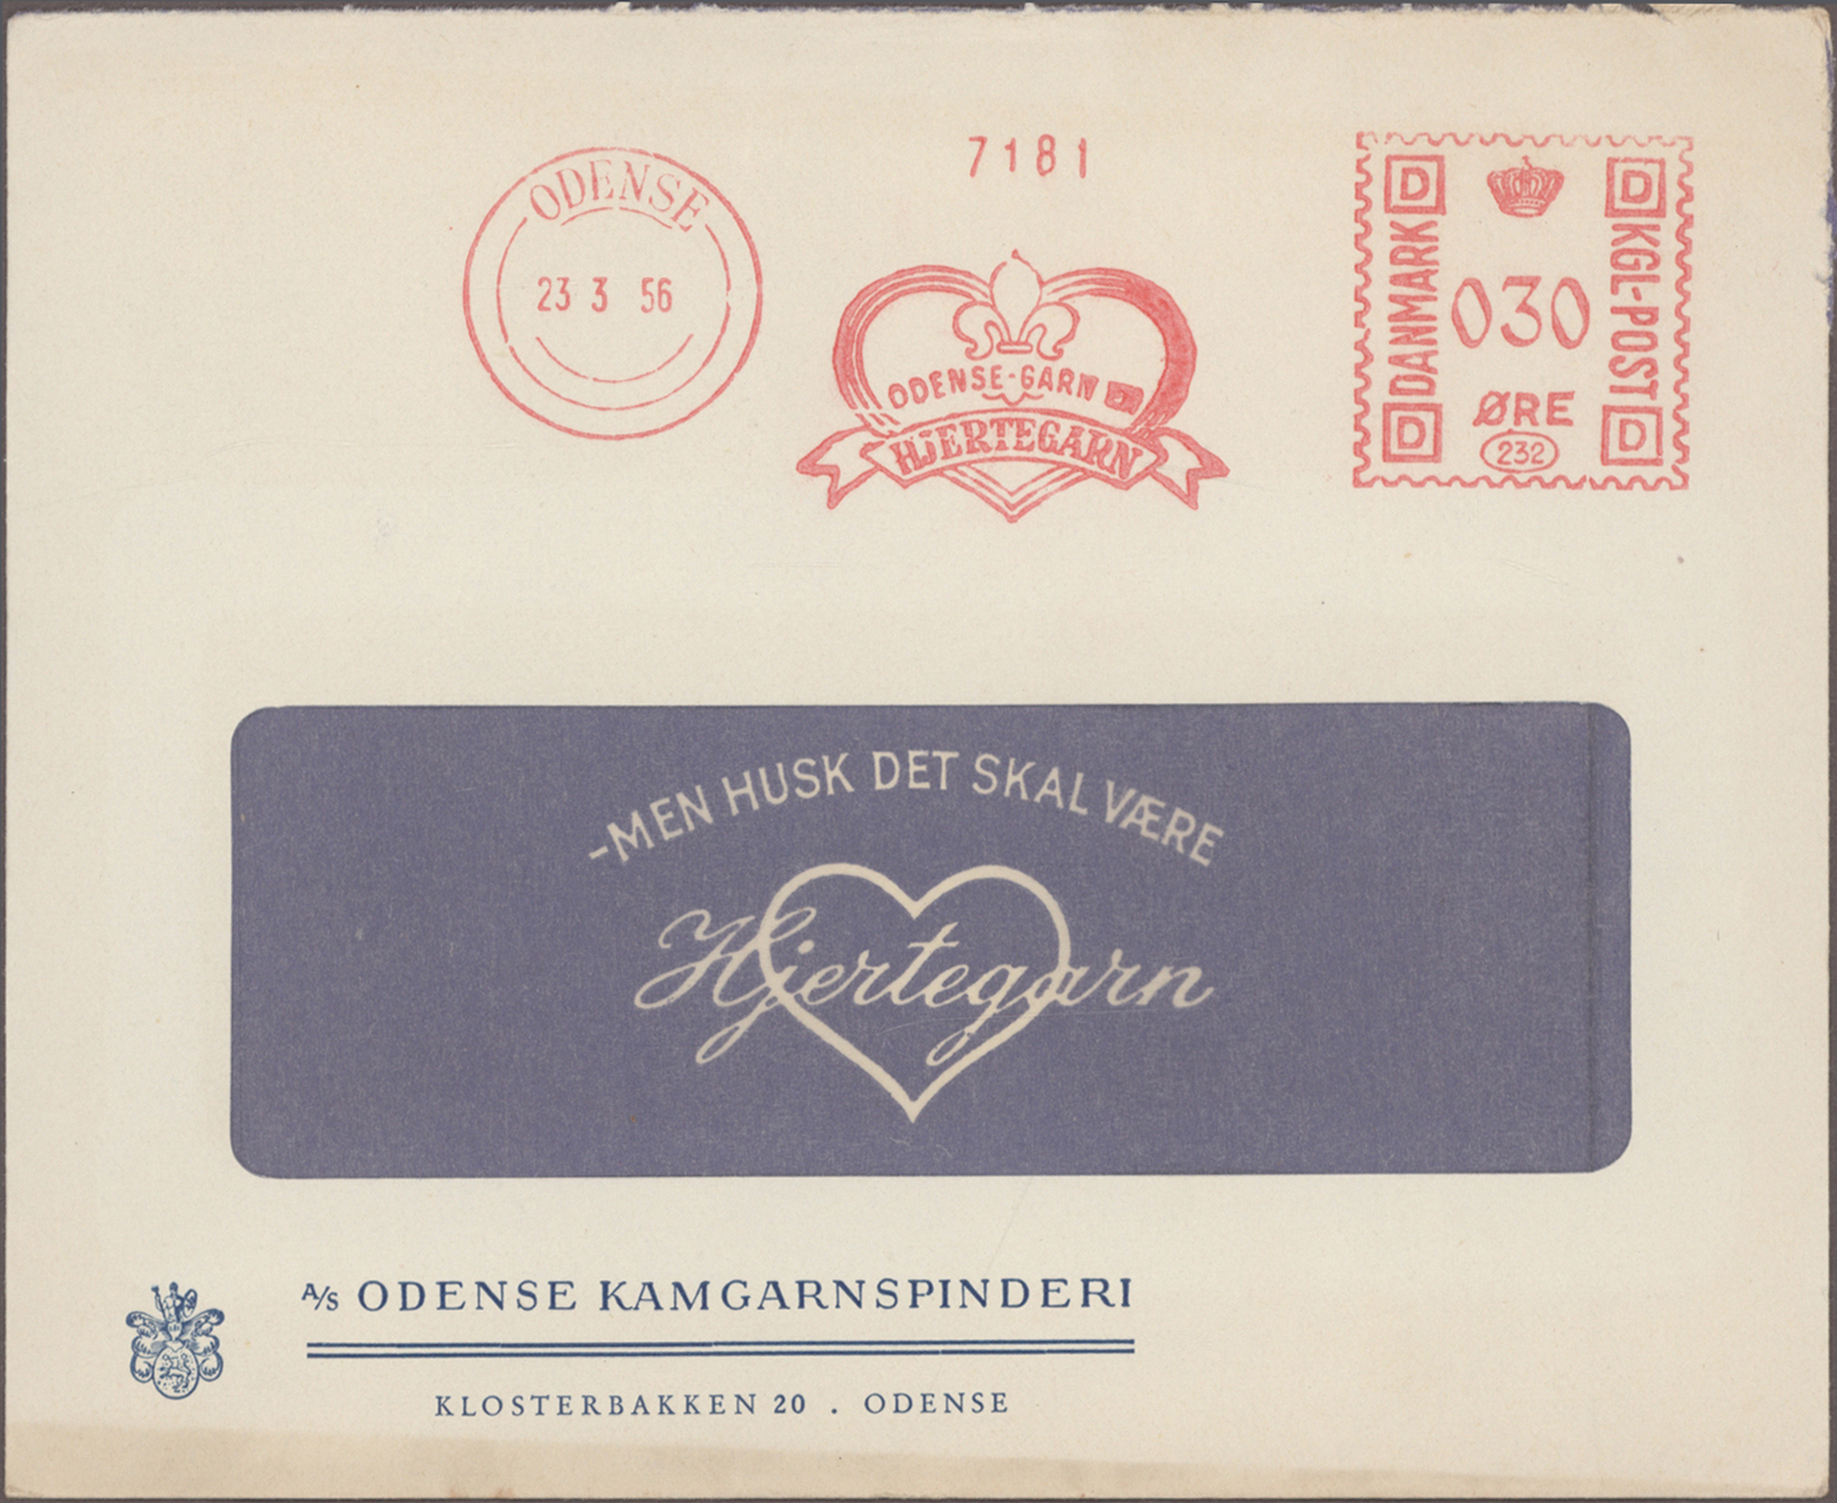 7181
ODENSE
23 3 56
ODENSE-GARN
HJERTEGARN
D D
DANMARK
KGL-POST
030
ØRE
D 232 D
-MEN HUSK DET SKAL VÆRE
Hjertegarn
A/S ODENSE KAMGARNSPINDERI
KLOSTERBAKKEN 20 . ODENSE